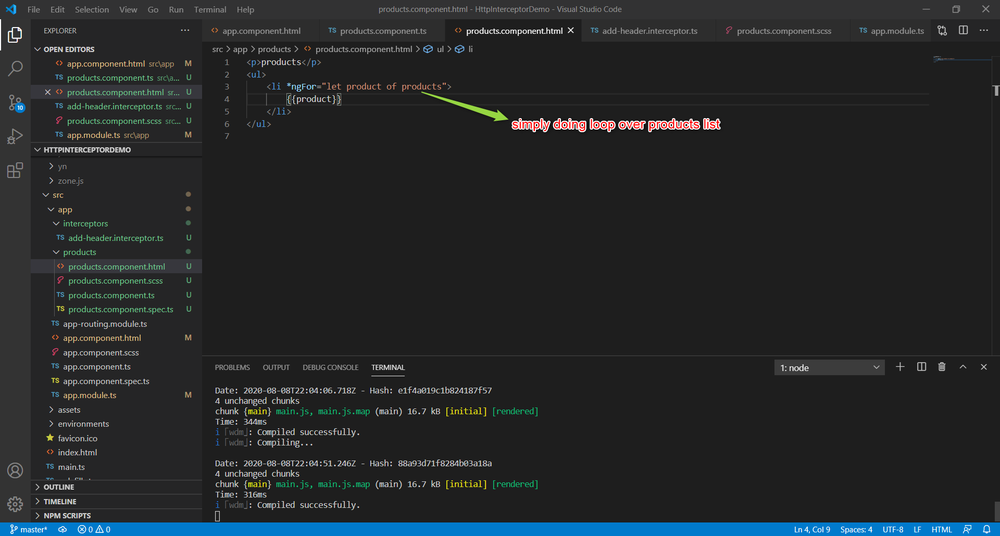 File Edit Selection View Go Run Terminal Help
products.component.html - HttpInterceptorDemo - Visual Studio Code
EXPLORER
OPEN EDITORS
app.component.html src\app M
TS products.component.ts src\a... U
products.component.html sr... U
TS add-header.interceptor.ts src... U
products.component.scss src... U
TS app.module.ts src\app M
HTTPINTERCEPTORDEMO
yn
zone.js
src
app
interceptors
TS add-header.interceptor.ts U
products
products.component.html U
products.component.scss U
TS products.component.ts U
TS products.component.spec.ts U
TS app-routing.module.ts
app.component.html M
app.component.scss
TS app.component.ts
TS app.component.spec.ts
TS app.module.ts M
assets
environments
favicon.ico
index.html
TS main.ts
OUTLINE
TIMELINE
NPM SCRIPTS
10
app.component.html
TS products.component.ts
products.component.html
TS add-header.interceptor.ts
products.component.scss
TS app.module.ts
src > app > products > products.component.html > ul > li
1 <p>products</p>
2 <ul>
3 <li *ngFor="let product of products">
4 {{product}}
5 </li>
6 </ul>
7
simply doing loop over products list
PROBLEMS OUTPUT DEBUG CONSOLE TERMINAL
1: node
Date: 2020-08-08T22:04:06.718Z - Hash: e1f4a019c1b824187f57
4 unchanged chunks
chunk {main} main.js, main.js.map (main) 16.7 kB [initial] [rendered]
Time: 344ms
i ｢wdm｣: Compiled successfully.
i ｢wdm｣: Compiling...
Date: 2020-08-08T22:04:51.246Z - Hash: 88a93d71f8284b03a18a
4 unchanged chunks
chunk {main} main.js, main.js.map (main) 16.7 kB [initial] [rendered]
Time: 316ms
i ｢wdm｣: Compiled successfully.
master* 0 0
Ln 4, Col 9 Spaces: 4 UTF-8 LF HTML